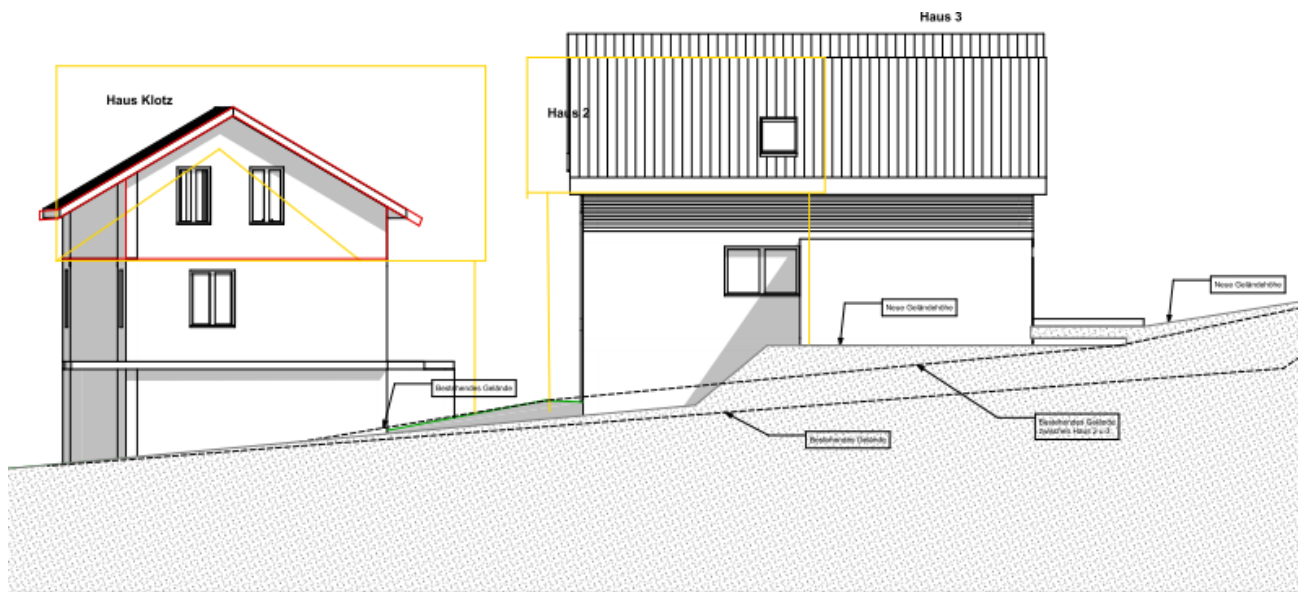 Haus 3
Haus Klotz
Haus 2
Neue Geländehöhe
Neue Geländehöhe
Bestehendes Gelände
Bestehendes Gelände
zwischen Haus 2 u 3
Bestehendes Gelände